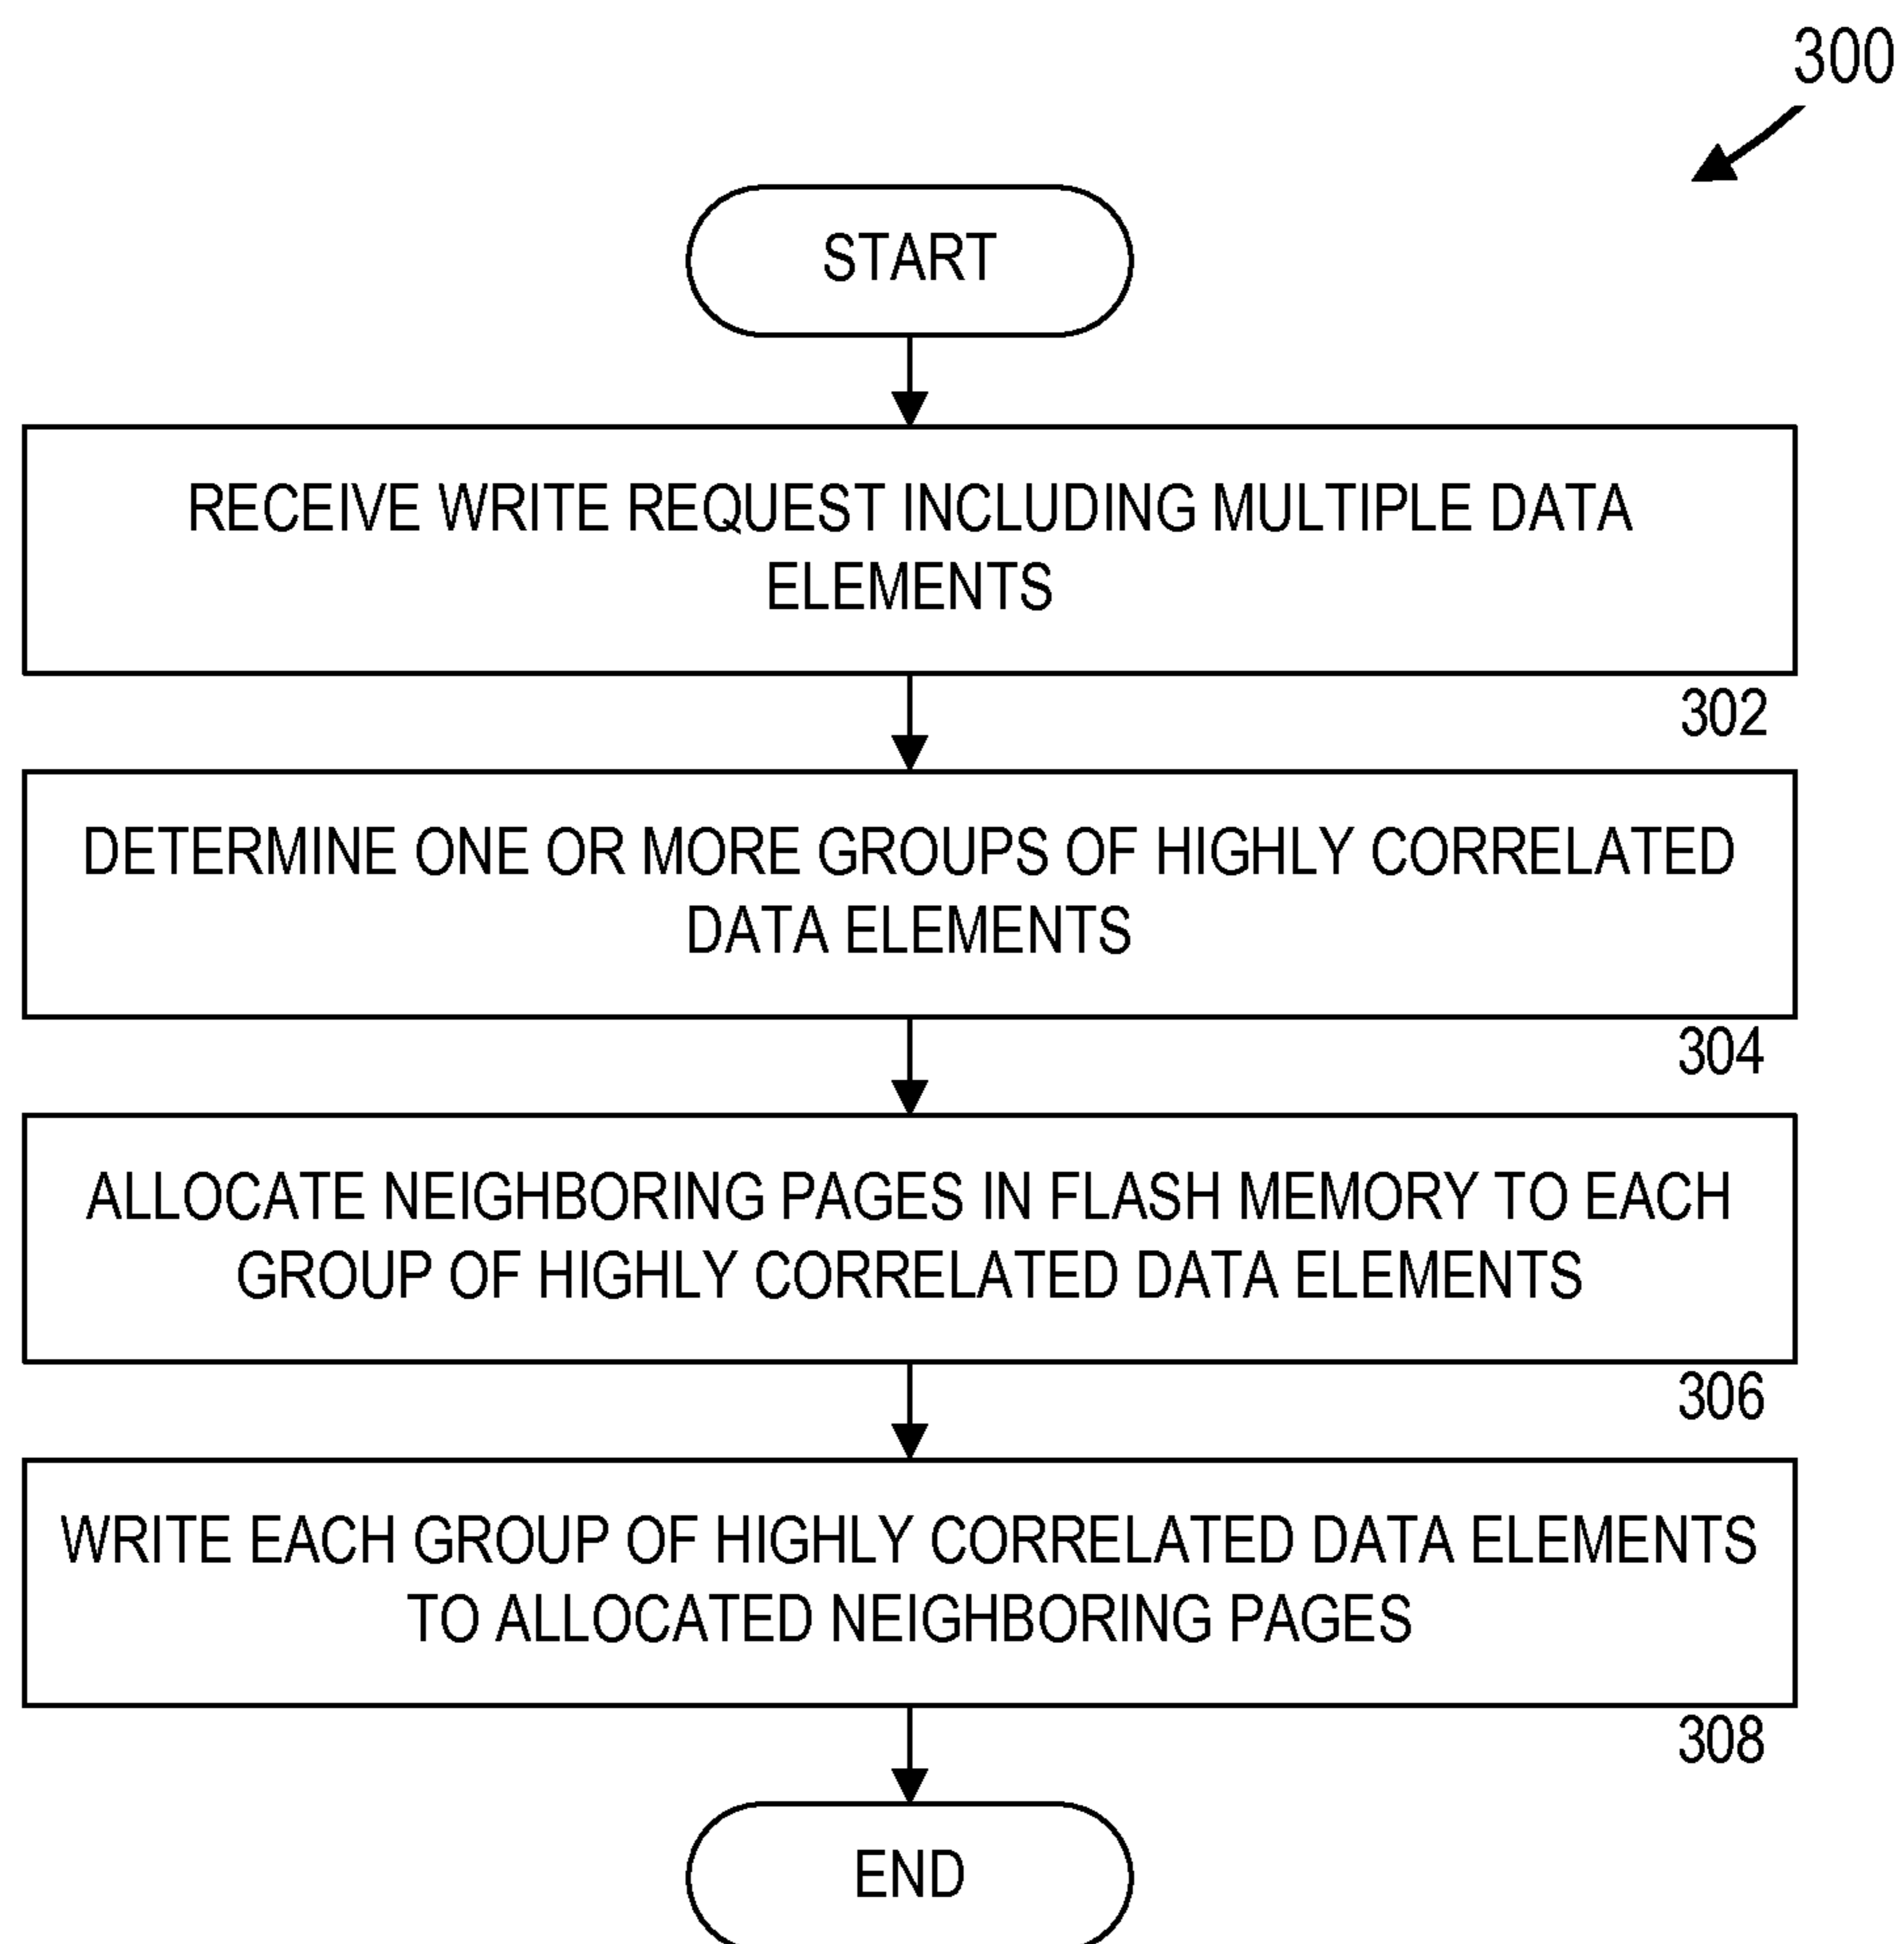 300
START
RECEIVE WRITE REQUEST INCLUDING MULTIPLE DATA
ELEMENTS
302
DETERMINE ONE OR MORE GROUPS OF HIGHLY CORRELATED
DATA ELEMENTS
304
ALLOCATE NEIGHBORING PAGES IN FLASH MEMORY TO EACH
GROUP OF HIGHLY CORRELATED DATA ELEMENTS
306
WRITE EACH GROUP OF HIGHLY CORRELATED DATA ELEMENTS
TO ALLOCATED NEIGHBORING PAGES
308
END